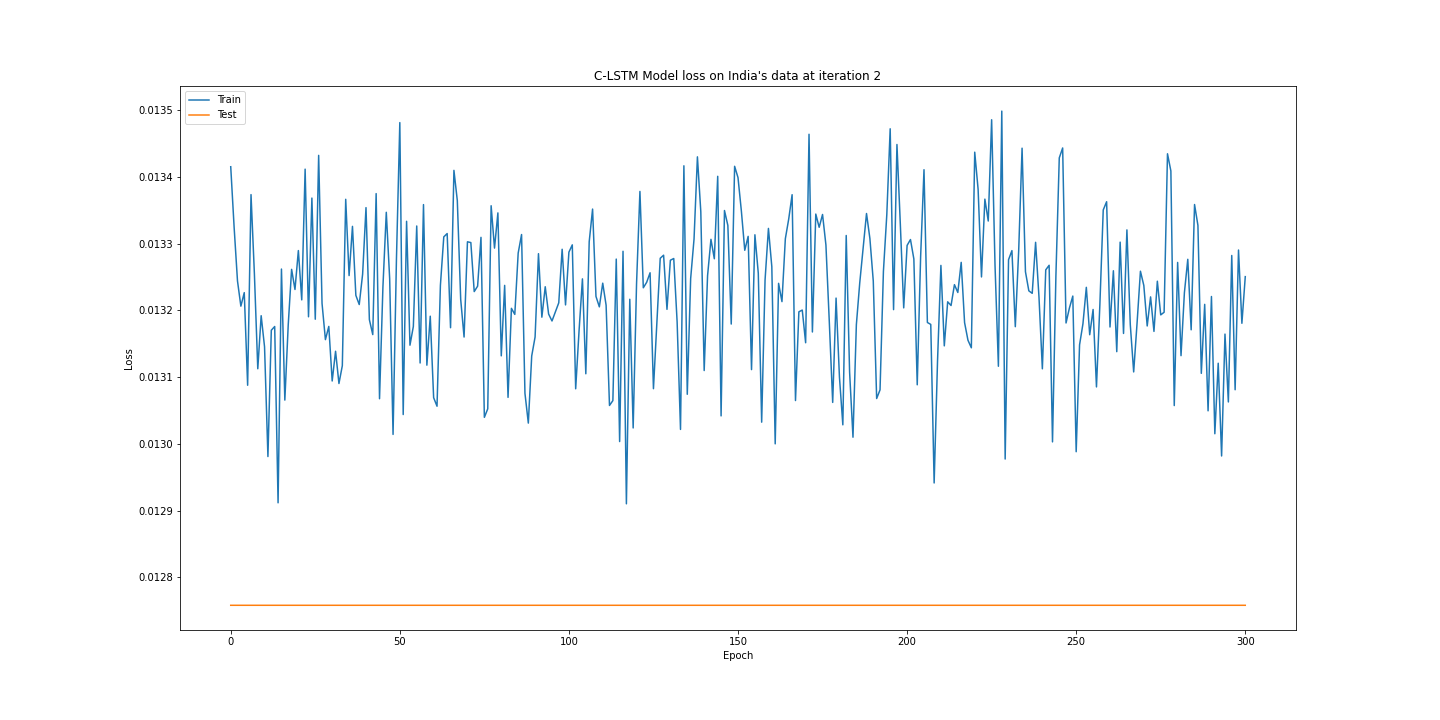 C-LSTM Model loss on India's data at iteration 2
Train
Test
0.0135
0.0134
0.0133
0.0132
0.0131
0.0130
0.0129
0.0128
Loss
0 50 100 150 200 250 300
Epoch